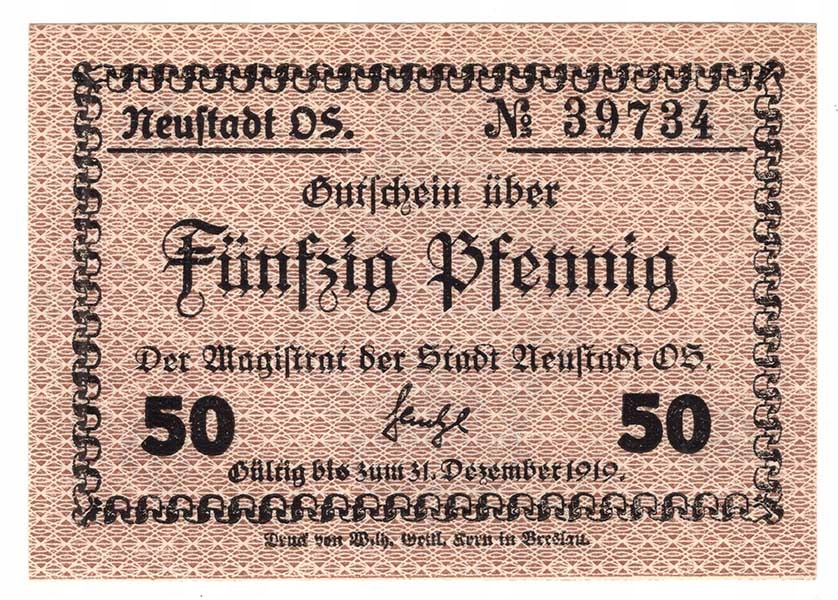 Neustadt OS.
№ 39734
Gutschein über
Fünfzig Pfennig
Der Magistrat der Stadt Neustadt OS.
50
50
Gültig bis zum 31. Dezember 1919.
Druck von Wilh. Gottl. Korn in Breslau.